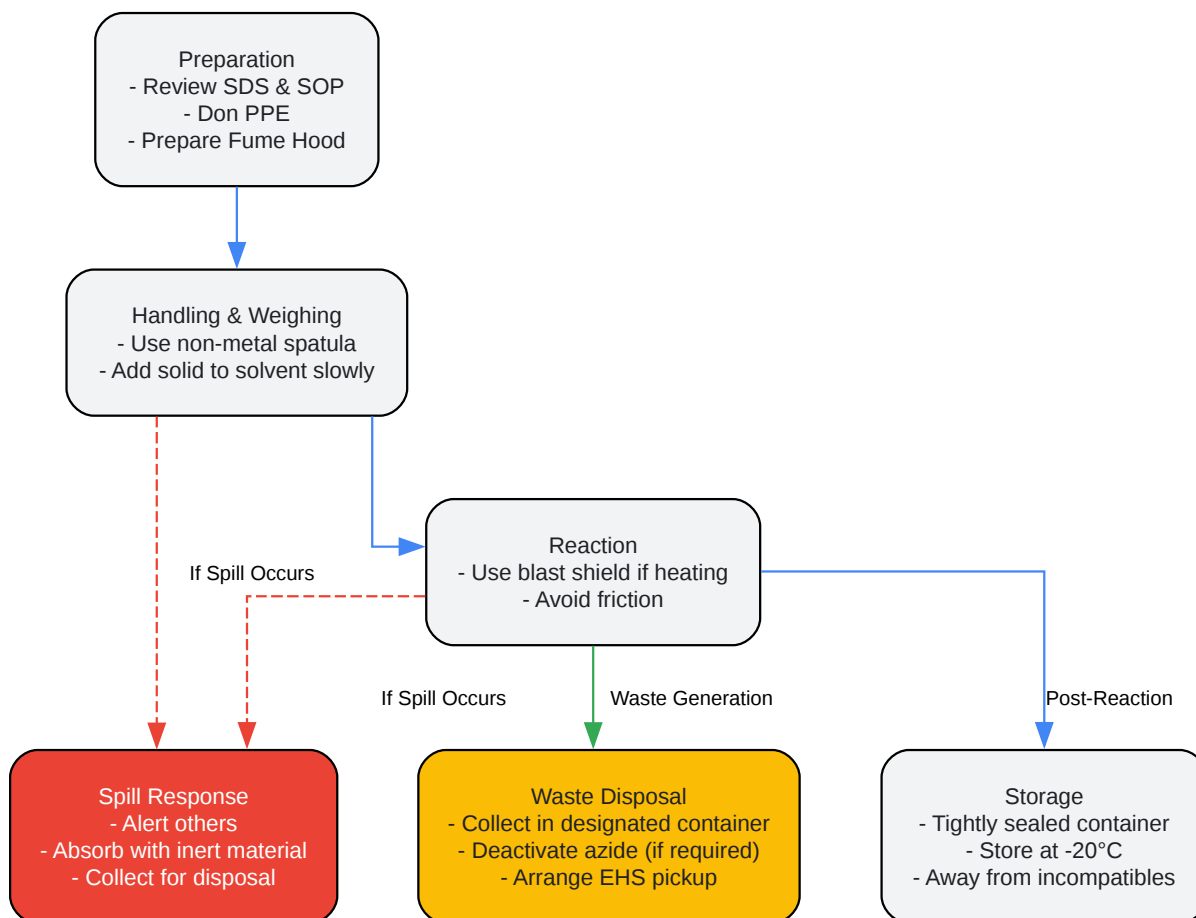 Preparation
- Review SDS & SOP
- Don PPE
- Prepare Fume Hood
Handling & Weighing
- Use non-metal spatula
- Add solid to solvent slowly
Reaction
- Use blast shield if heating
- Avoid friction
If Spill Occurs
If Spill Occurs
Waste Generation
Post-Reaction
Spill Response
- Alert others
- Absorb with inert material
- Collect for disposal
Waste Disposal
- Collect in designated container
- Deactivate azide (if required)
- Arrange EHS pickup
Storage
- Tightly sealed container
- Store at -20°C
- Away from incompatibles